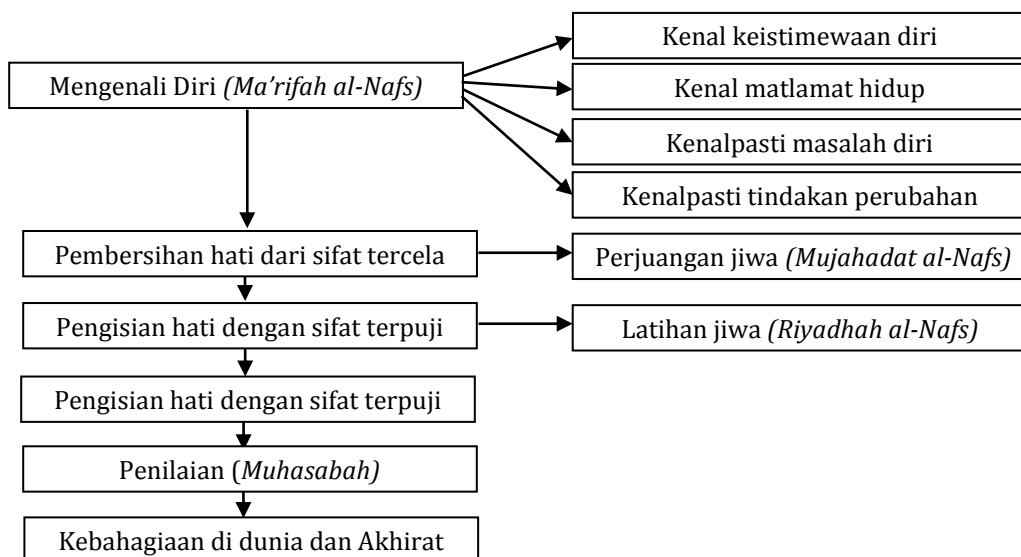 Kenal keistimewaan diri
Mengenali Diri (Ma’rifah al-Nafs)
Kenal matlamat hidup
Kenalpasti masalah diri
Kenalpasti tindakan perubahan
Pembersihan hati dari sifat tercela
Perjuangan jiwa (Mujahadat al-Nafs)
Pengisian hati dengan sifat terpuji
Latihan jiwa (Riyadhah al-Nafs)
Pengisian hati dengan sifat terpuji
Penilaian (Muhasabah)
Kebahagiaan di dunia dan Akhirat